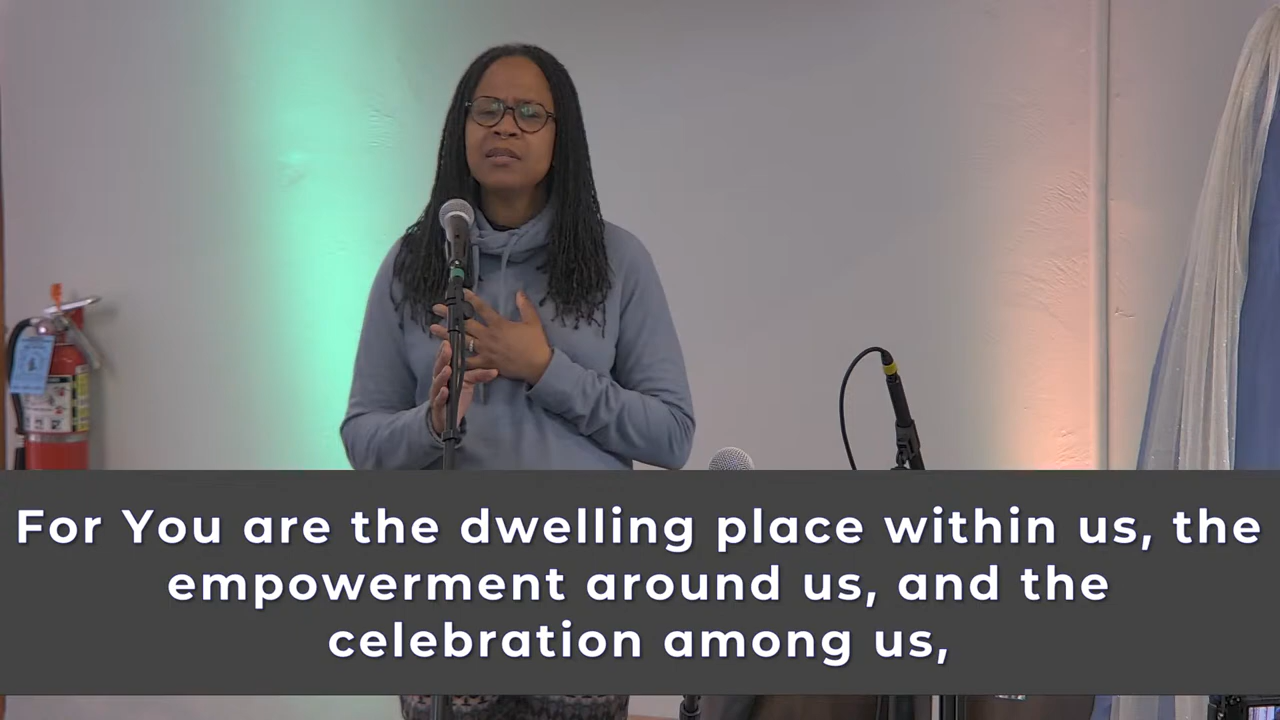 For You are the dwelling place within us, the
empowerment around us, and the
celebration among us,